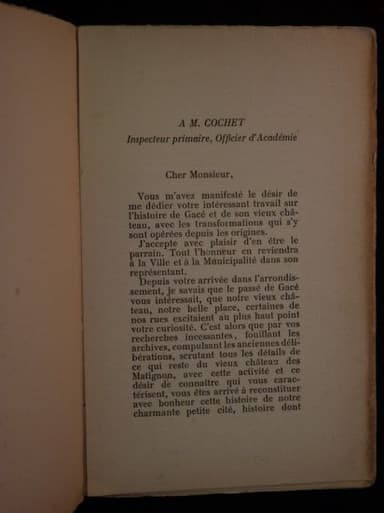 A M. COCHET
Inspecteur primaire, Officier d'Académie
Cher Monsieur,
Vous m'avez manifesté le désir de
me dédier votre intéressant travail sur
l'histoire de Gacé et de son vieux châ-
teau, avec les transformations qui s'y
sont opérées depuis les origines.
J'accepte avec plaisir d'en être le
parrain. Tout l'honneur en reviendra
à la Ville et à la Municipalité dans son
représentant.
Depuis votre arrivée dans l'arrondis-
sement, je savais que le passé de Gacé
vous intéressait, que notre vieux châ-
teau, notre belle place, certaines de
nos rues excitaient au plus haut point
votre curiosité. C'est alors que par vos
recherches incessantes, fouillant les
archives, compulsant les anciennes déli-
bérations, scrutant tous les détails de
ce qui reste du vieux château des
Matignon, avec cette activité et ce
désir de connaître qui vous carac-
térisent, vous êtes arrivé à reconstituer
avec bonheur cette histoire de notre
charmante petite cité, histoire dont